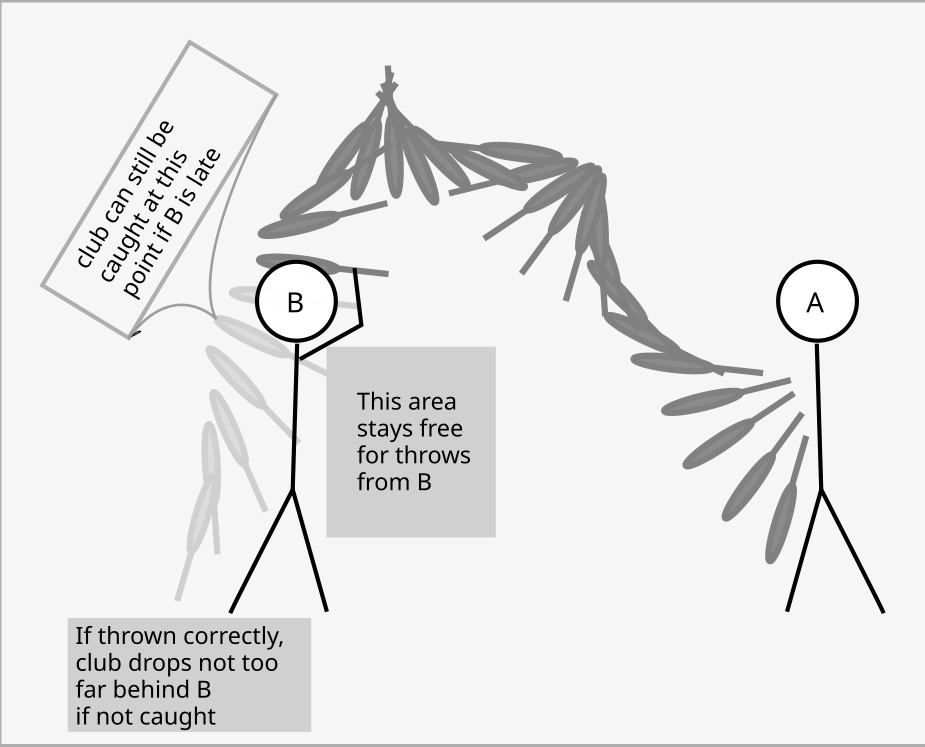 club can still be
caught at this
point if B is late
B
A
This area
stays free
for throws
from B
If thrown correctly,
club drops not too
far behind B
if not caught